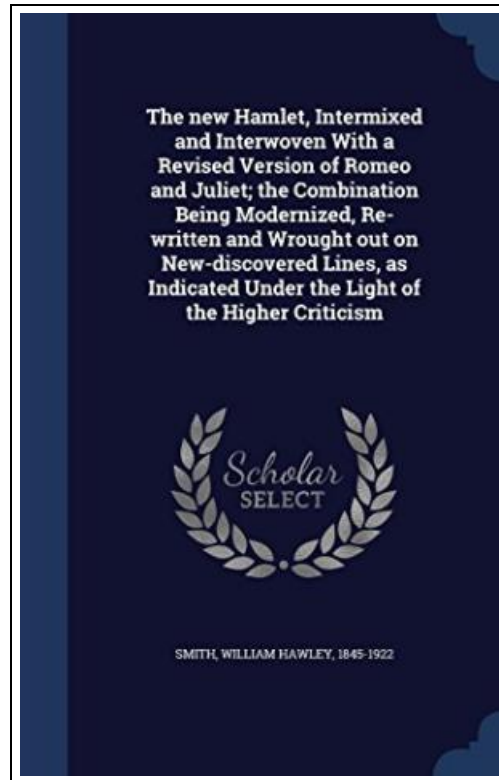 The new Hamlet, Intermixed
and Interwoven With a
Revised Version of Romeo
and Juliet; the Combination
Being Modernized, Re-
written and Wrought out on
New-discovered Lines, as
Indicated Under the Light of
the Higher Criticism
Scholar
SELECT
SMITH, WILLIAM HAWLEY, 1845-1922